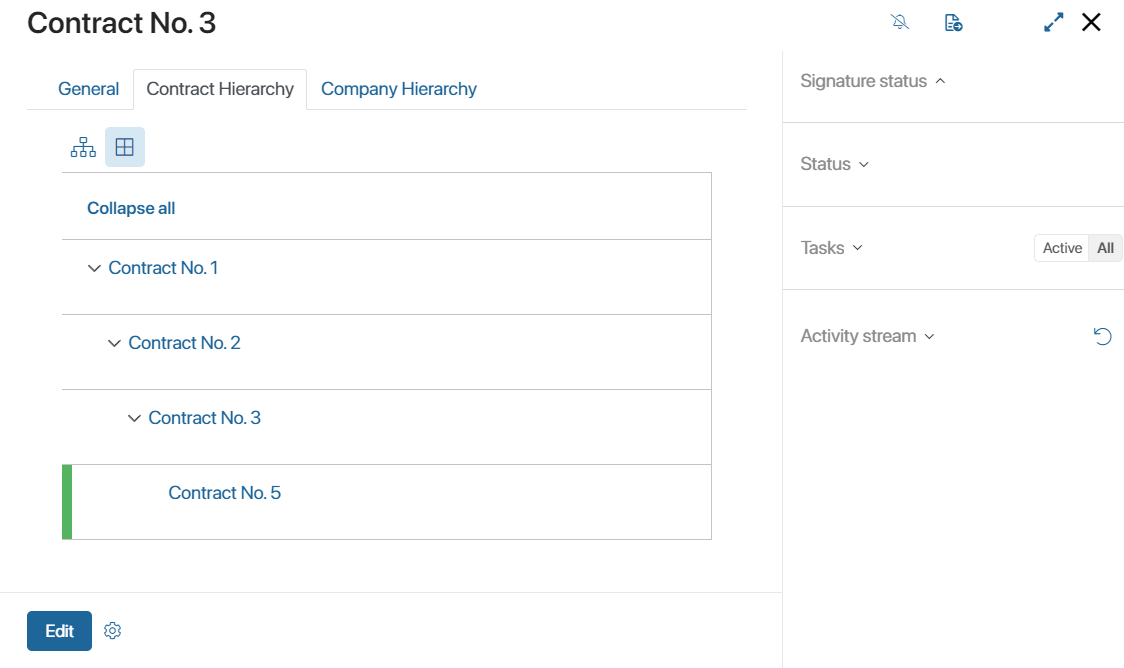 Contract No. 3
General
Contract Hierarchy
Company Hierarchy
Collapse all
Contract No. 1
Contract No. 2
Contract No. 3
Contract No. 5
Edit
Signature status
Status
Tasks
Active
All
Activity stream